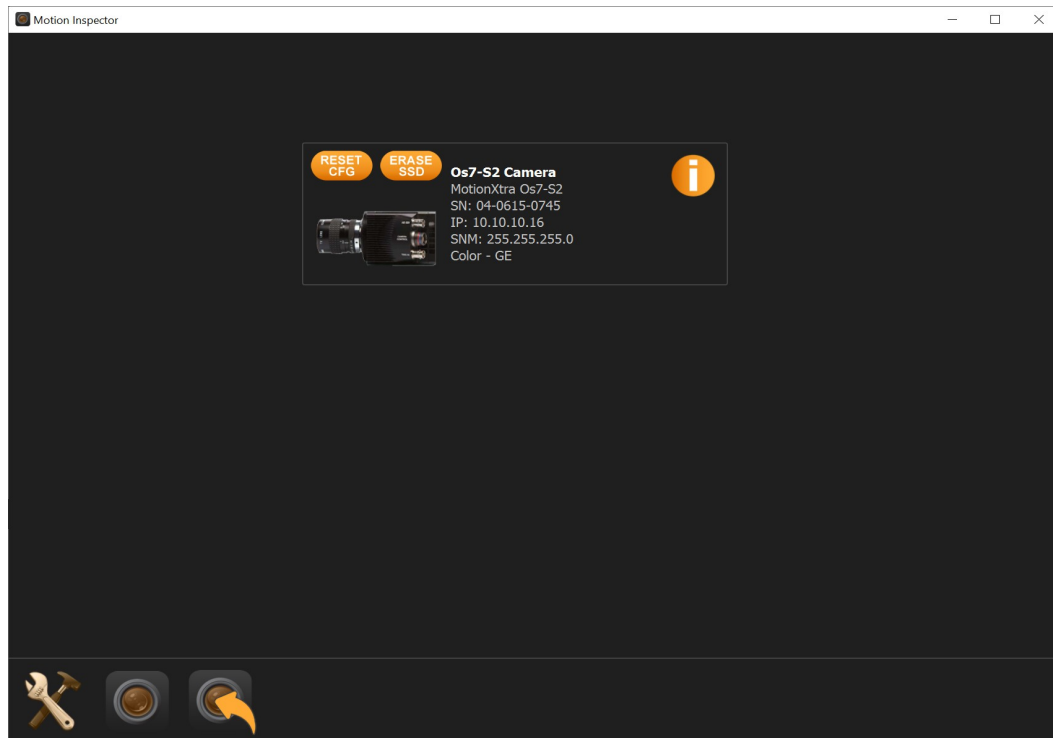 Motion Inspector
RESET
CFG
ERASE
SSD
Os7-S2 Camera
MotionXtra Os7-S2
SN: 04-0615-0745
IP: 10.10.10.16
SNM: 255.255.255.0
Color - GE
i